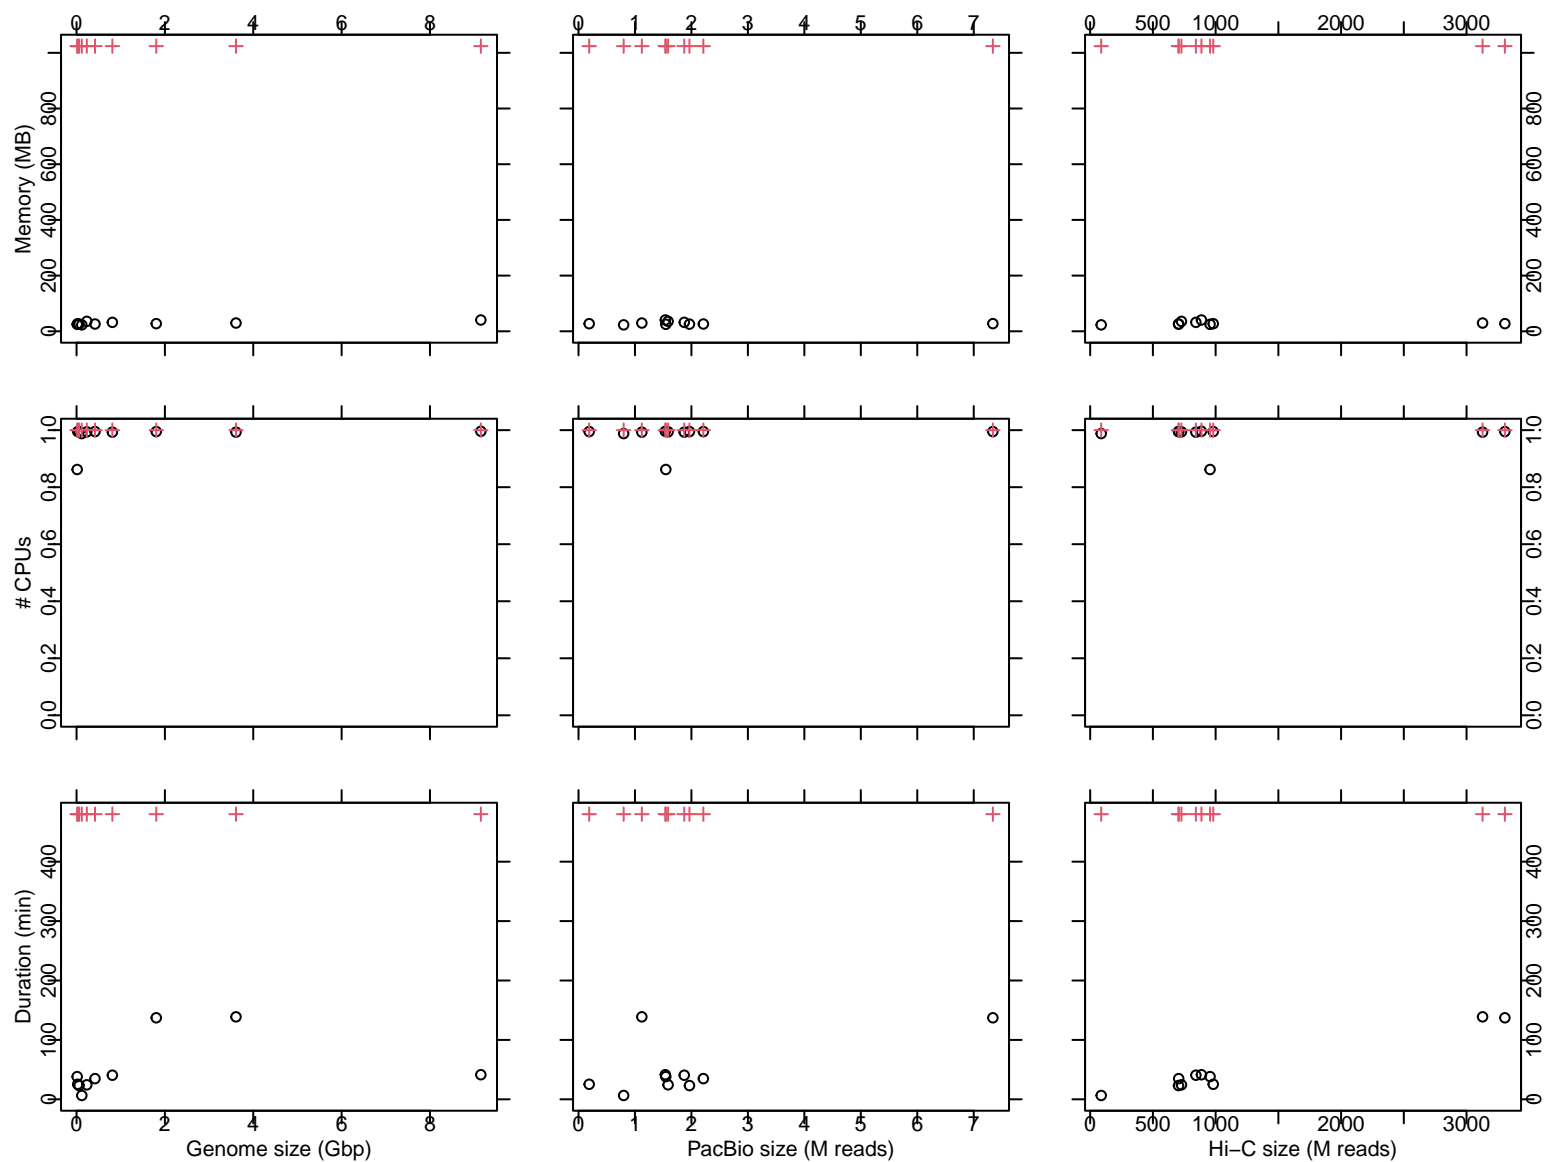 0 2 4 6 8 0 1 2 3 4 5 6 7 0 500 1000 2000 3000
Memory (MB)
0 200 400 600 800
0 200 400 600 800
# CPUs
0.0 0.2 0.4 0.6 0.8 1.0
0.0 0.2 0.4 0.6 0.8 1.0
Duration (min)
0 100 200 300 400
0 100 200 300 400
0 2 4 6 8 0 1 2 3 4 5 6 7 0 500 1000 2000 3000
Genome size (Gbp) PacBio size (M reads) Hi−C size (M reads)